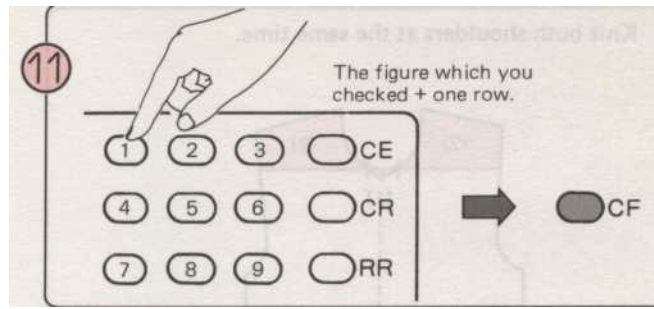 Knit both shoulders at the same time.
11
The figure which you
checked + one row.
1 2 3 CE
4 5 6 CR CF
7 8 9 RR